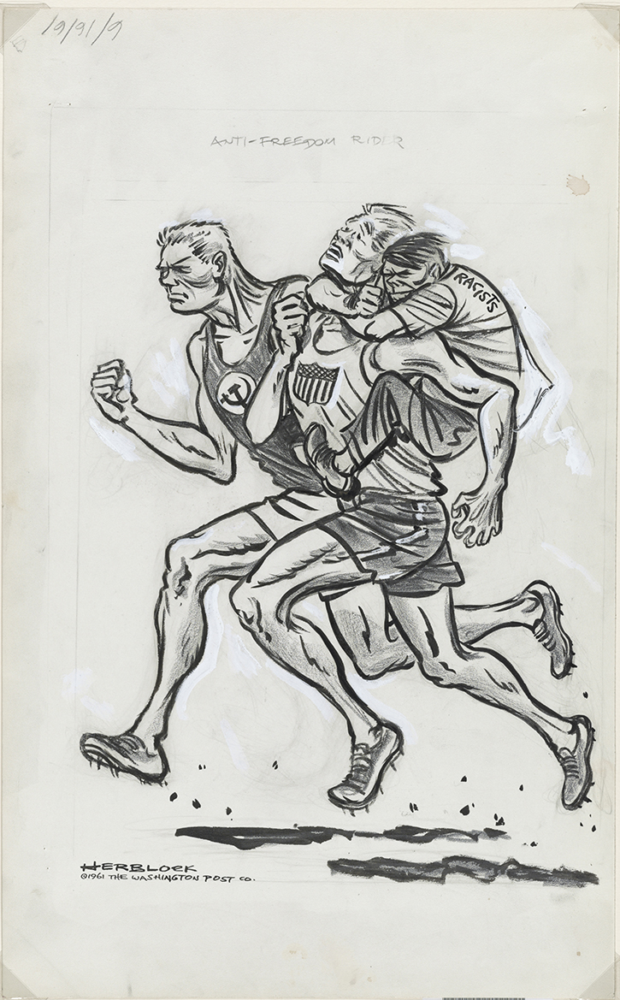 19/91/9
ANTI-FREEDOM RIDER
RACISTS
HERBLOCK
©1961 THE WASHINGTON POST CO.